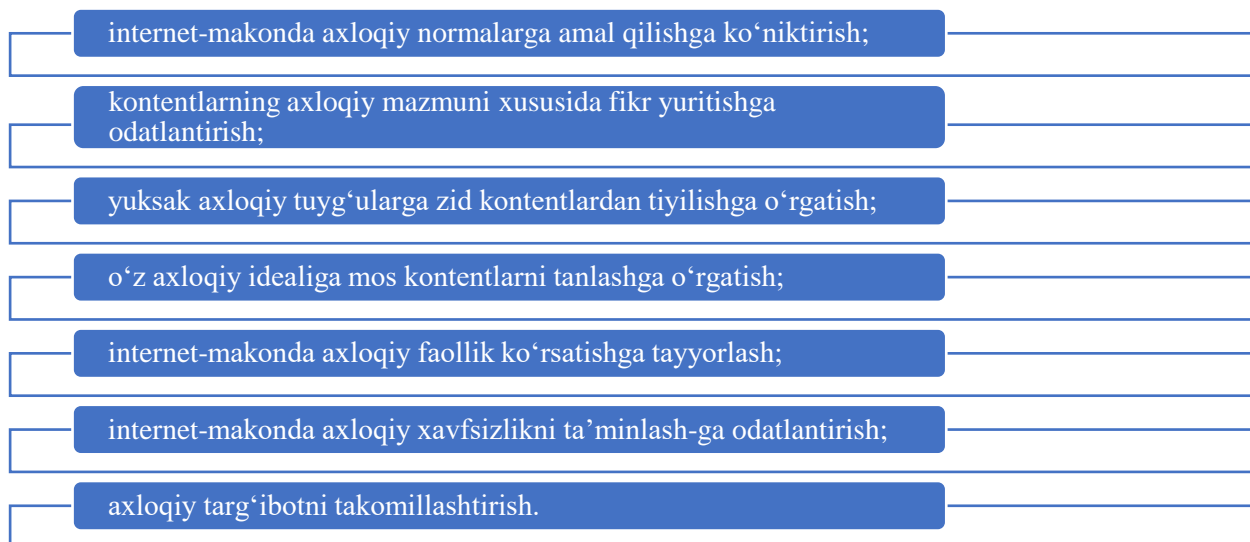 internet-makonda axloqiy normalarga amal qilishga ko‘niktirish;
kontentlarning axloqiy mazmuni xususida fikr yuritishga
odatlantirish;
yuksak axloqiy tuyg‘ularga zid kontentlardan tiyilishga o‘rgatish;
o‘z axloqiy idealiga mos kontentlarni tanlashga o‘rgatish;
internet-makonda axloqiy faollik ko‘rsatishga tayyorlash;
internet-makonda axloqiy xavfsizlikni ta’minlash-ga odatlantirish;
axloqiy targ‘ibotni takomillashtirish.